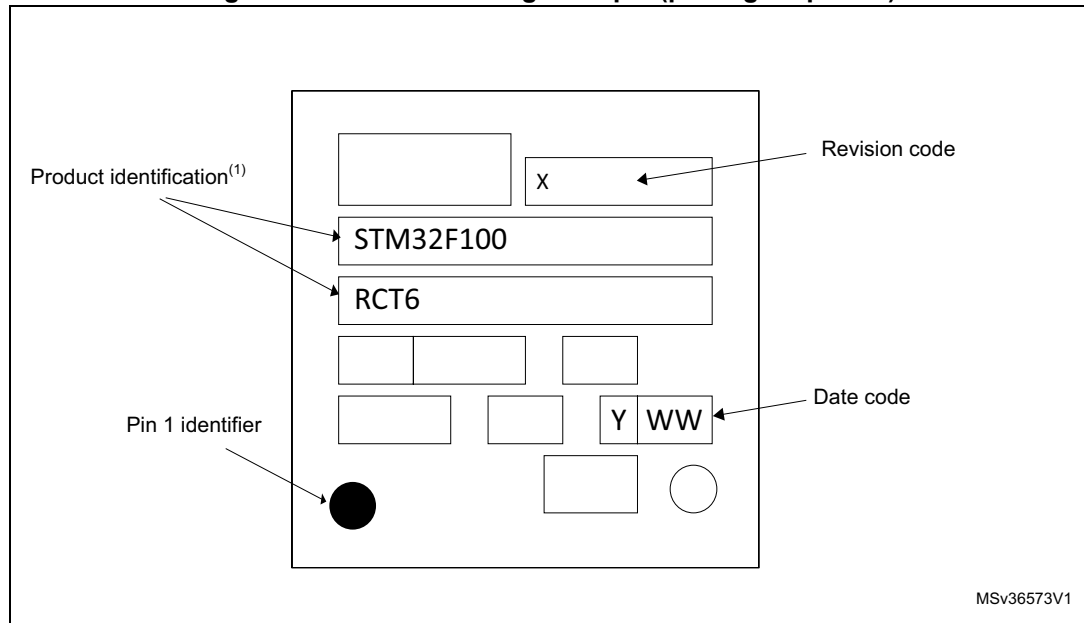 Revision code
Product identification(1)
X
STM32F100
RCT6
Date code
Y WW
Pin 1 identifier
MSv36573V1